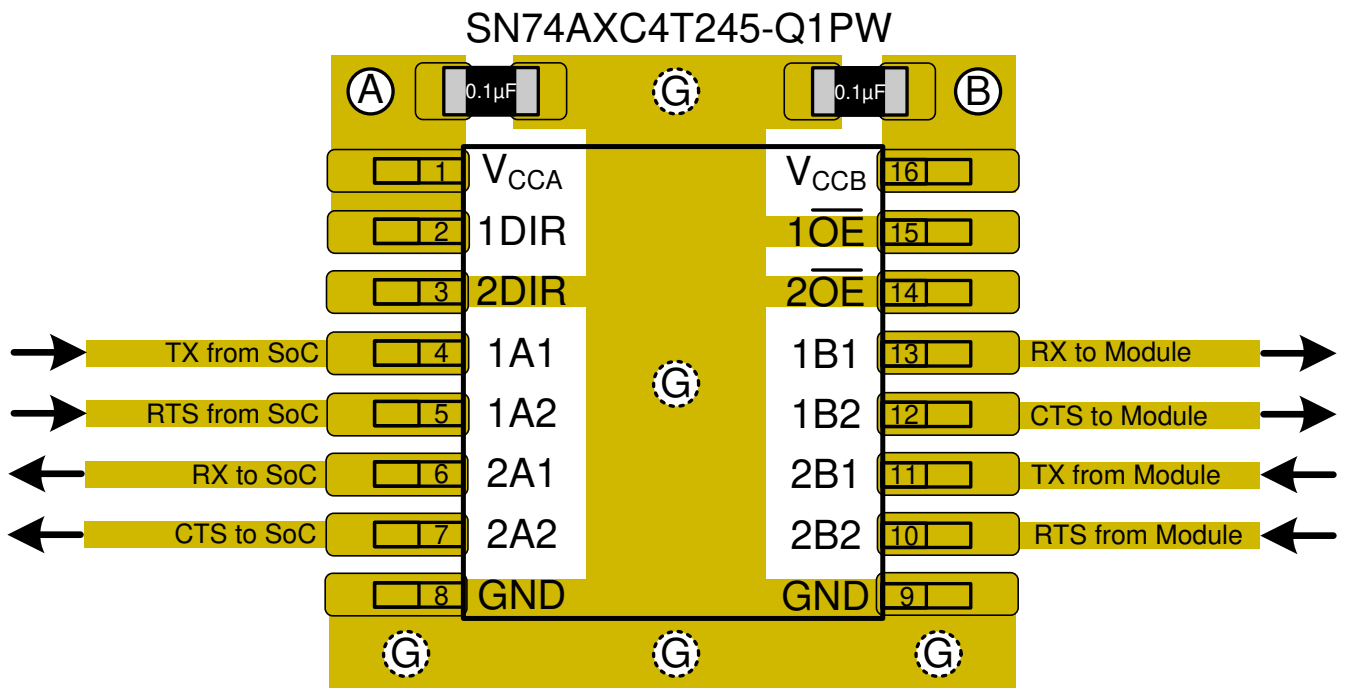 SN74AXC4T245-Q1PW
A 0.1µF G 0.1µF B
1 VCCA VCCB 16
2 1DIR 1OE 15
3 2DIR 2OE 14
TX from SoC 4 1A1 1B1 13 RX to Module
G
RTS from SoC 5 1A2 1B2 12 CTS to Module
RX to SoC 6 2A1 2B1 11 TX from Module
CTS to SoC 7 2A2 2B2 10 RTS from Module
8 GND GND 9
G G G